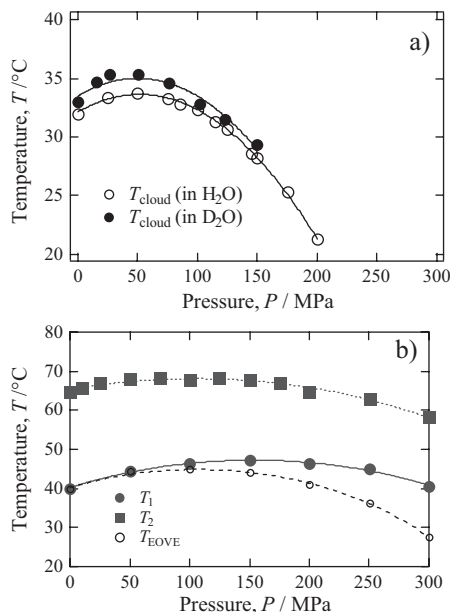 a)
Temperature, T /°C
40
35
30
25
20
T_cloud (in H₂O)
T_cloud (in D₂O)
0 50 100 150 200 250 300
Pressure, P / MPa
b)
Temperature, T /°C
80
70
60
50
40
30
20
T₁
T₂
T_EOVE
0 50 100 150 200 250 300
Pressure, P / MPa